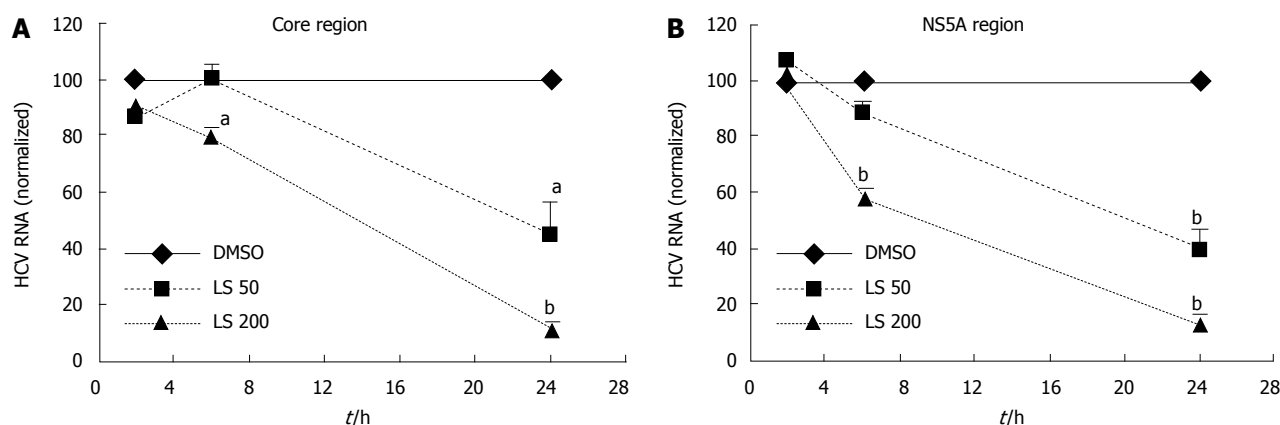 A
Core region
HCV RNA (normalized)
120
100
80
60
40
20
0
a
a
b
DMSO
LS 50
LS 200
0 4 8 12 16 20 24 28
t/h
B
NS5A region
HCV RNA (normalized)
120
100
80
60
40
20
0
b
b
b
DMSO
LS 50
LS 200
0 4 8 12 16 20 24 28
t/h